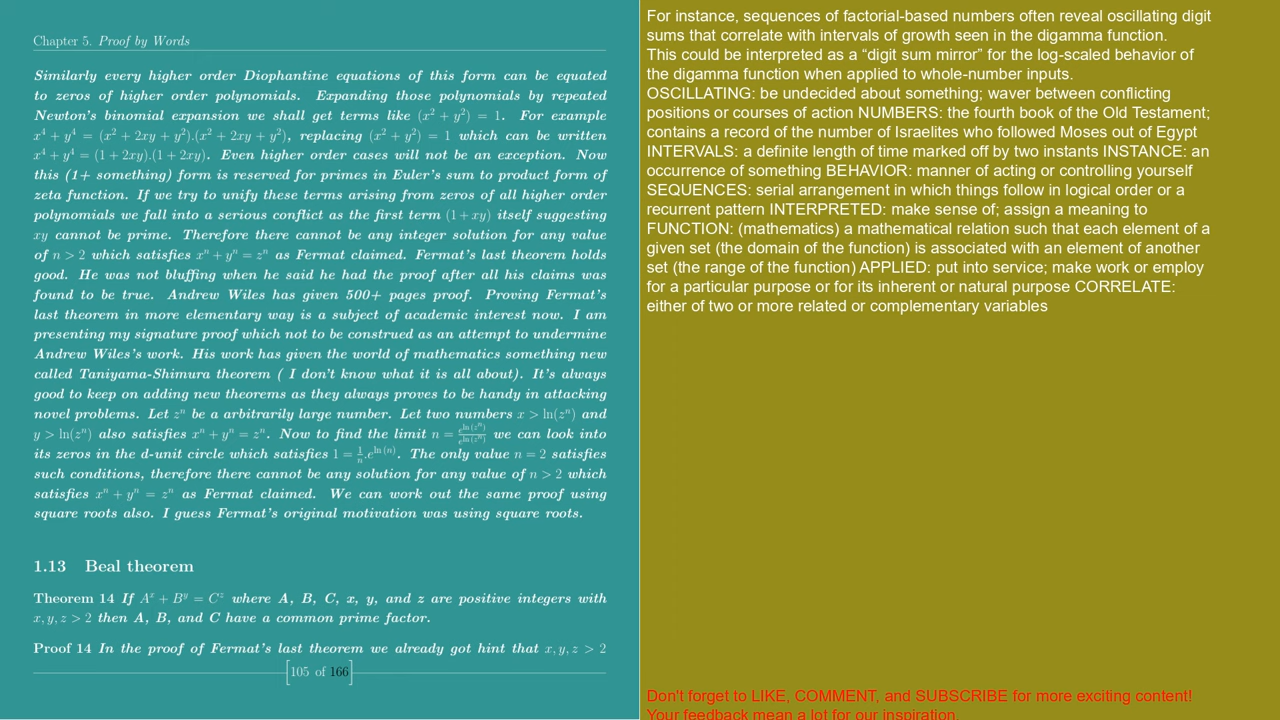 Chapter 5. Proof by Words
Similarly every higher order Diophantine equations of this form can be equated
to zeros of higher order polynomials. Expanding those polynomials by repeated
Newton's binomial expansion we shall get terms like (x² + y²) = 1. For example
x⁴ + y⁴ = (x² + 2xy + y²).(x² + 2xy + y²), replacing (x² + y²) = 1 which can be written
x⁴ + y⁴ = (1 + 2xy).(1 + 2xy). Even higher order cases will not be an exception. Now
this (1+ something) form is reserved for primes in Euler's sum to product form of
zeta function. If we try to unify these terms arising from zeros of all higher order
polynomials we fall into a serious conflict as the first term (1 + xy) itself suggesting
xy cannot be prime. Therefore there cannot be any integer solution for any value
of n > 2 which satisfies xⁿ + yⁿ = zⁿ as Fermat claimed. Fermat's last theorem holds
good. He was not bluffing when he said he had the proof after all his claims was
found to be true. Andrew Wiles has given 500+ pages proof. Proving Fermat's
last theorem in more elementary way is a subject of academic interest now. I am
presenting my signature proof which not to be construed as an attempt to undermine
Andrew Wiles's work. His work has given the world of mathematics something new
called Taniyama-Shimura theorem ( I don't know what it is all about). It's always
good to keep on adding new theorems as they always proves to be handy in attacking
novel problems. Let zⁿ be a arbitrarily large number. Let two numbers x > ln(zⁿ) and
y > ln(zⁿ) also satisfies xⁿ + yⁿ = zⁿ. Now to find the limit n = e^ln(zⁿ)/e^ln(zⁿ) we can look into
its zeros in the d-unit circle which satisfies 1 = 1/n.e^ln(n). The only value n = 2 satisfies
such conditions, therefore there cannot be any solution for any value of n > 2 which
satisfies xⁿ + yⁿ = zⁿ as Fermat claimed. We can work out the same proof using
square roots also. I guess Fermat's original motivation was using square roots.
1.13 Beal theorem
Theorem 14 If Aˣ + Bʸ = Cᶻ where A, B, C, x, y, and z are positive integers with
x, y, z > 2 then A, B, and C have a common prime factor.
Proof 14 In the proof of Fermat's last theorem we already got hint that x, y, z > 2
[105 of 166]
For instance, sequences of factorial-based numbers often reveal oscillating digit
sums that correlate with intervals of growth seen in the digamma function.
This could be interpreted as a “digit sum mirror” for the log-scaled behavior of
the digamma function when applied to whole-number inputs.
OSCILLATING: be undecided about something; waver between conflicting
positions or courses of action NUMBERS: the fourth book of the Old Testament;
contains a record of the number of Israelites who followed Moses out of Egypt
INTERVALS: a definite length of time marked off by two instants INSTANCE: an
occurrence of something BEHAVIOR: manner of acting or controlling yourself
SEQUENCES: serial arrangement in which things follow in logical order or a
recurrent pattern INTERPRETED: make sense of; assign a meaning to
FUNCTION: (mathematics) a mathematical relation such that each element of a
given set (the domain of the function) is associated with an element of another
set (the range of the function) APPLIED: put into service; make work or employ
for a particular purpose or for its inherent or natural purpose CORRELATE:
either of two or more related or complementary variables
Don't forget to LIKE, COMMENT, and SUBSCRIBE for more exciting content!
Your feedback mean a lot for our inspiration.